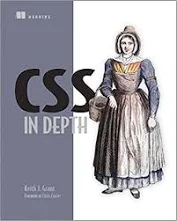 MANNING
CSS
IN DEPTH
Keith J. Grant